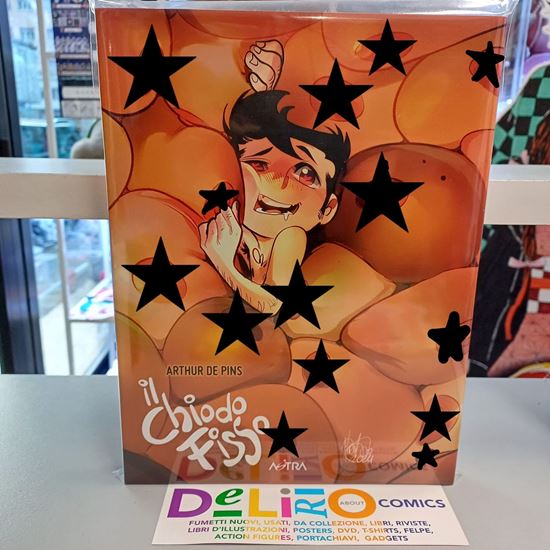 ARTHUR DE PINS
il
Chiodo
Fisso
ASTRA
DELIRIO
ABOUT
COMICS
FUMETTI NUOVI, USATI, DA COLLEZIONE, LIBRI, RIVISTE,
LIBRI D'ILLUSTRAZIONI, POSTERS, DVD, T-SHIRTS, FELPE,
ACTION FIGURES, PORTACHIAVI, GADGETS